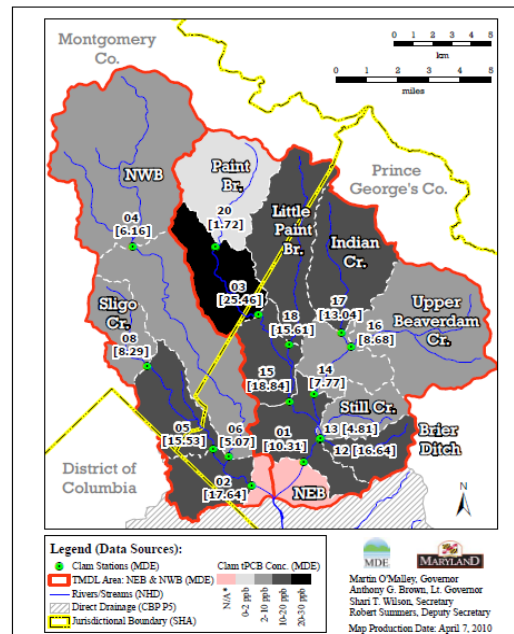 Montgomery
Co.
0 1 2 3 4 5
km
0 1 2 3 4 5
miles
NWB
Paint
Br.
Prince
George's Co.
20
[1.72]
Little
Paint
Br.
04
[6.16]
Indian
Cr.
03
[25.46]
17
[13.04]
Upper
Beaverdam
Cr.
Sligo
Cr.
18
[15.61]
16
[8.68]
08
[8.29]
15
[18.84]
14
[7.77]
Still Cr.
05
[15.53]
06
[5.07]
01
[10.31]
13 [4.81]
12 [16.64]
Brier
Ditch
District of
Columbia
02
[17.64]
NEB
N
Legend (Data Sources):
Clam Stations (MDE)
TMDL Area: NEB & NWB (MDE)
Rivers/Streams (NHD)
Direct Drainage (CBP P5)
Jurisdictional Boundary (SHA)
Clam tPCB Conc. (MDE)
N/A*
0-2 ppb
2-10 ppb
10-20 ppb
20-30 ppb
MDE
MARYLAND
Martin O'Malley, Governor
Anthony G. Brown, Lt. Governor
Shari T. Wilson, Secretary
Robert Summers, Deputy Secretary
Map Production Date: April 7, 2010